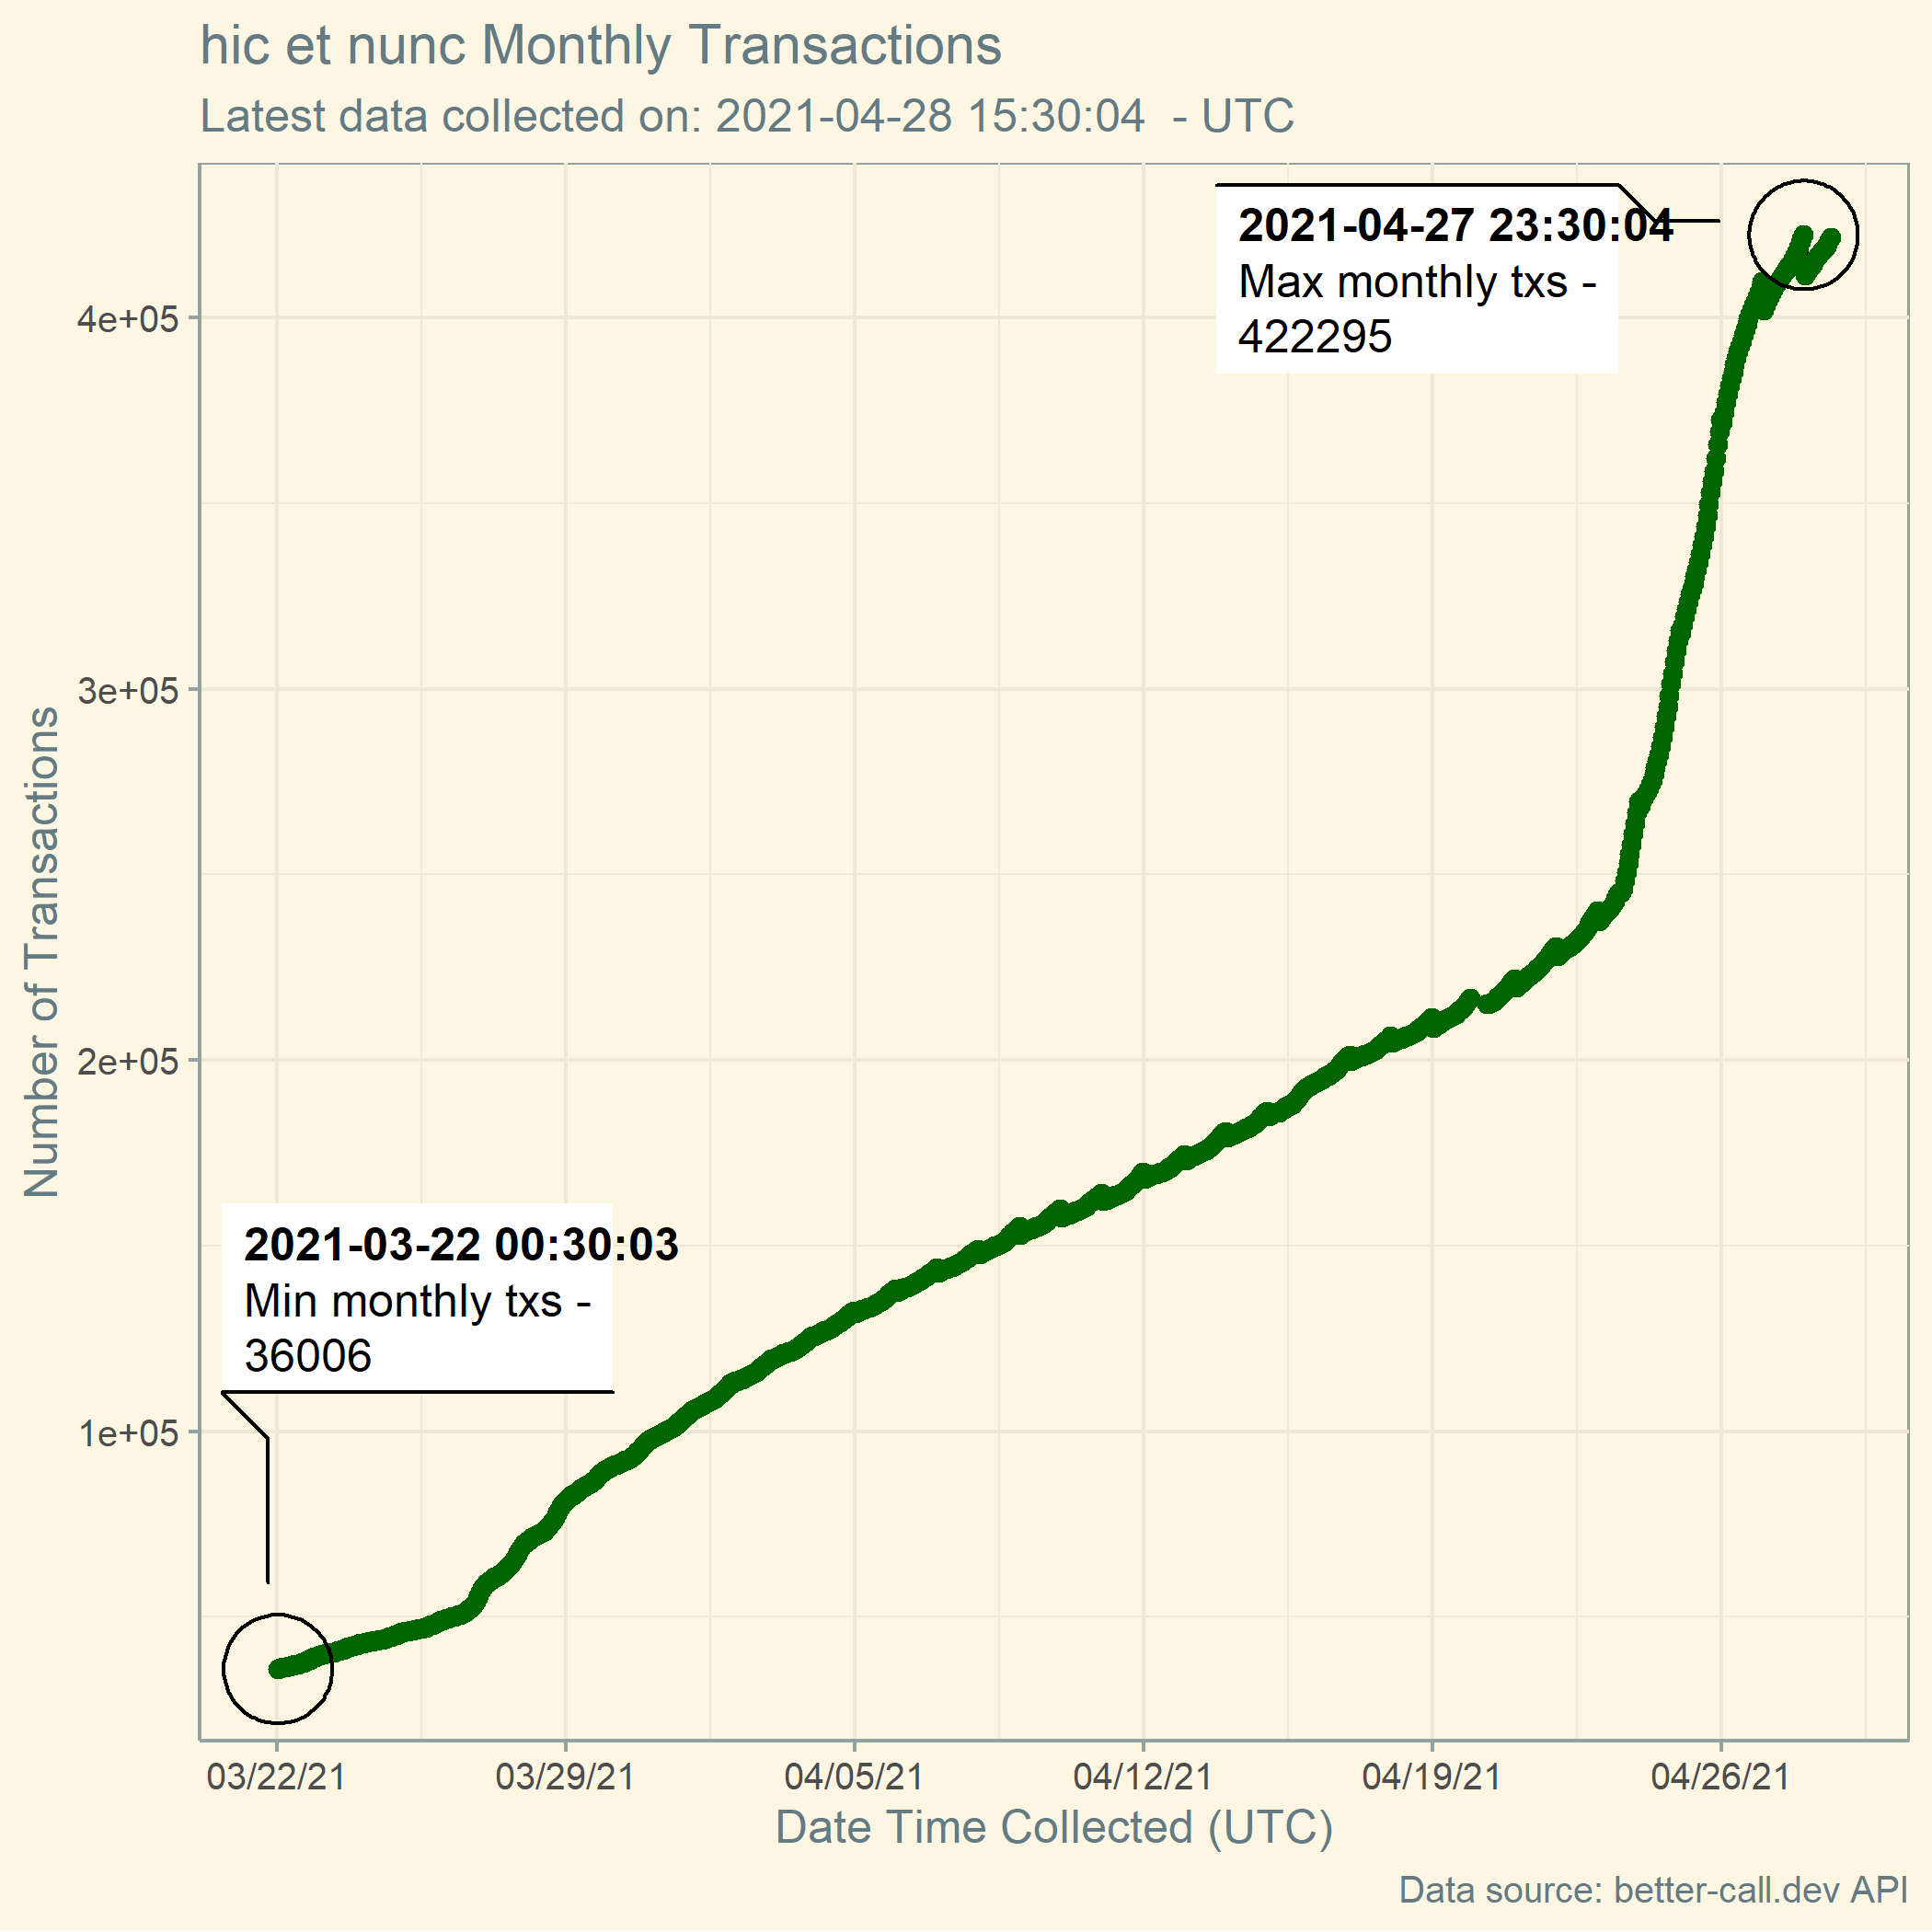 hic et nunc Monthly Transactions
Latest data collected on: 2021-04-28 15:30:04  - UTC
2021-04-27 23:30:04
Max monthly txs -
422295
4e+05
3e+05
2e+05
1e+05
Number of Transactions
2021-03-22 00:30:03
Min monthly txs -
36006
03/22/21
03/29/21
04/05/21
04/12/21
04/19/21
04/26/21
Date Time Collected (UTC)
Data source: better-call.dev API